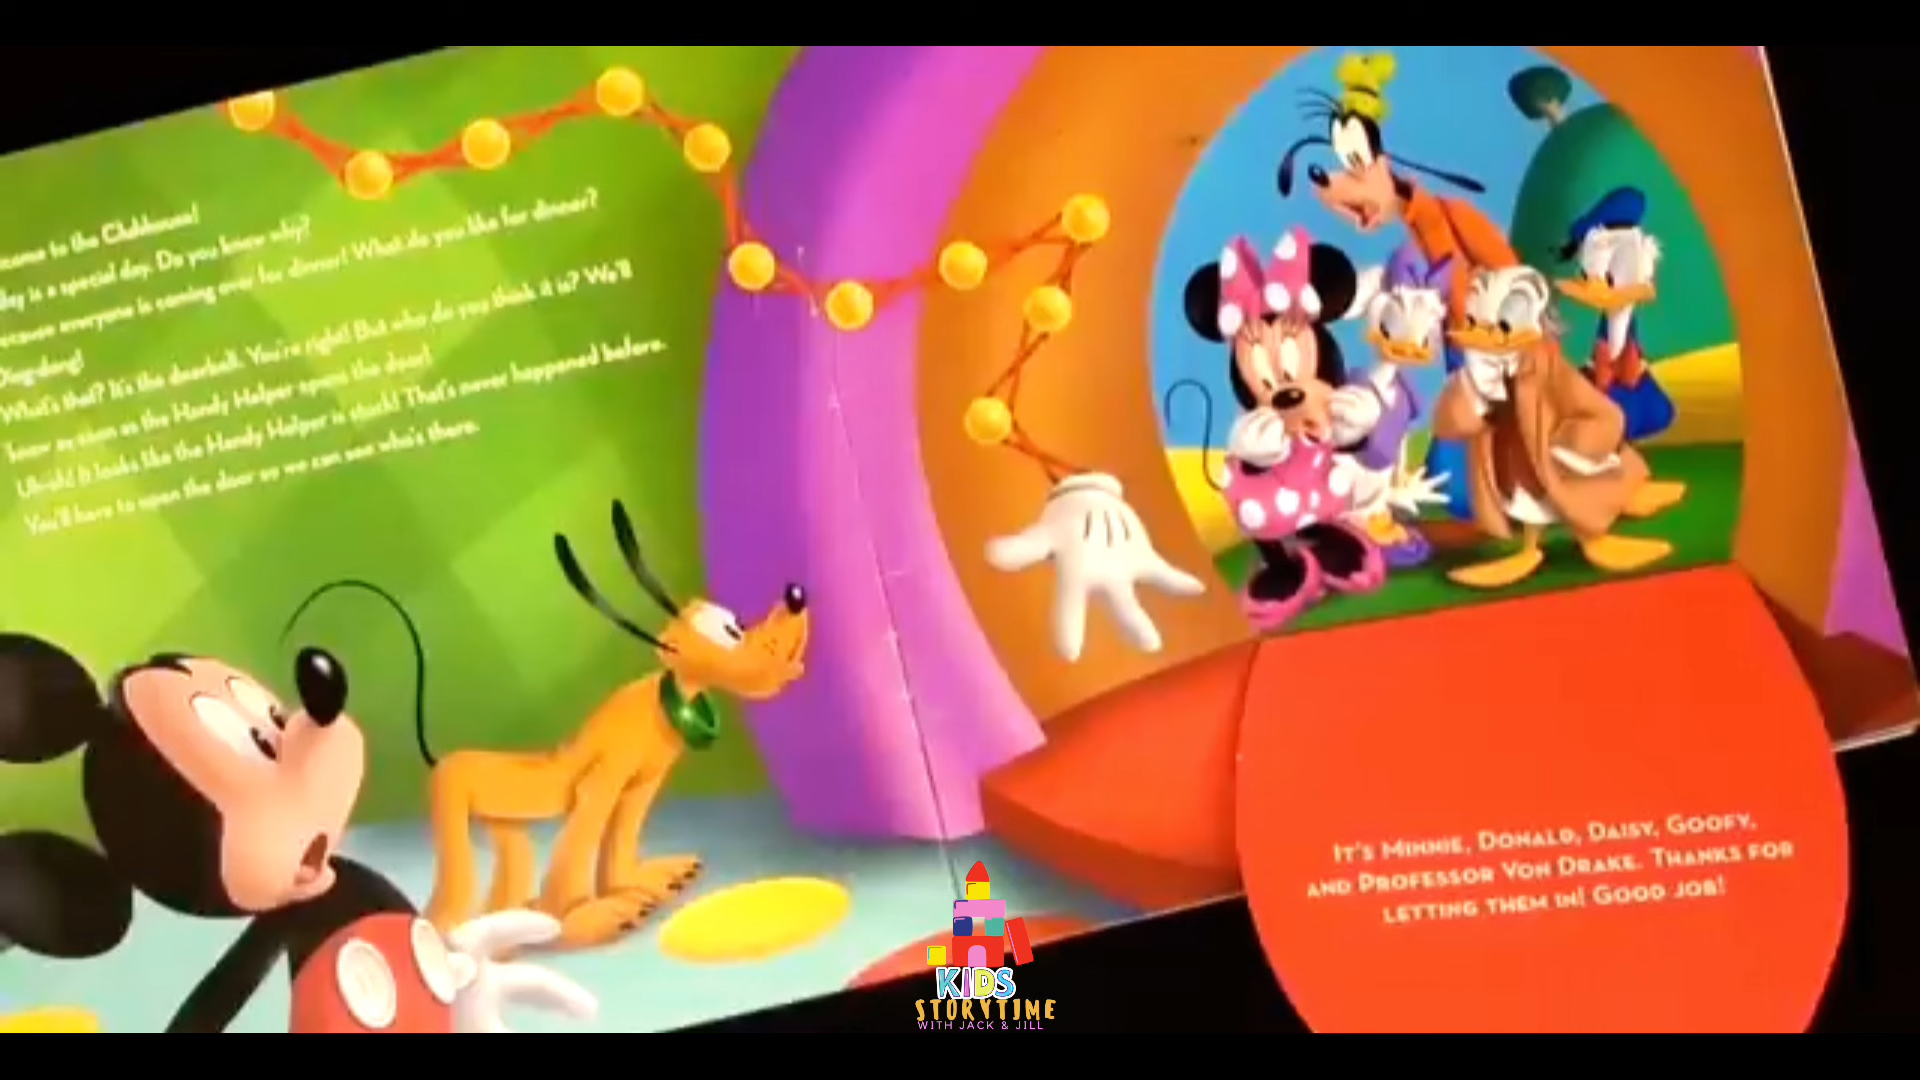 come to the Clubhouse!
day is a special day. Do you know why?
ecause everyone is coming over for dinner! What do you like for dinner?
Ding-dong!
What's that? It's the doorbell. You're right! But who do you think it is? We'll
know as soon as the Handy Helper opens the door!
Uh-oh! It looks like the Handy Helper is stuck! That's never happened before.
You'll have to open the door so we can see who's there.
IT'S MINNIE, DONALD, DAISY, GOOFY,
AND PROFESSOR VON DRAKE. THANKS FOR
LETTING THEM IN! GOOD JOB!
KIDS
STORYTIME
WITH JACK & JILL